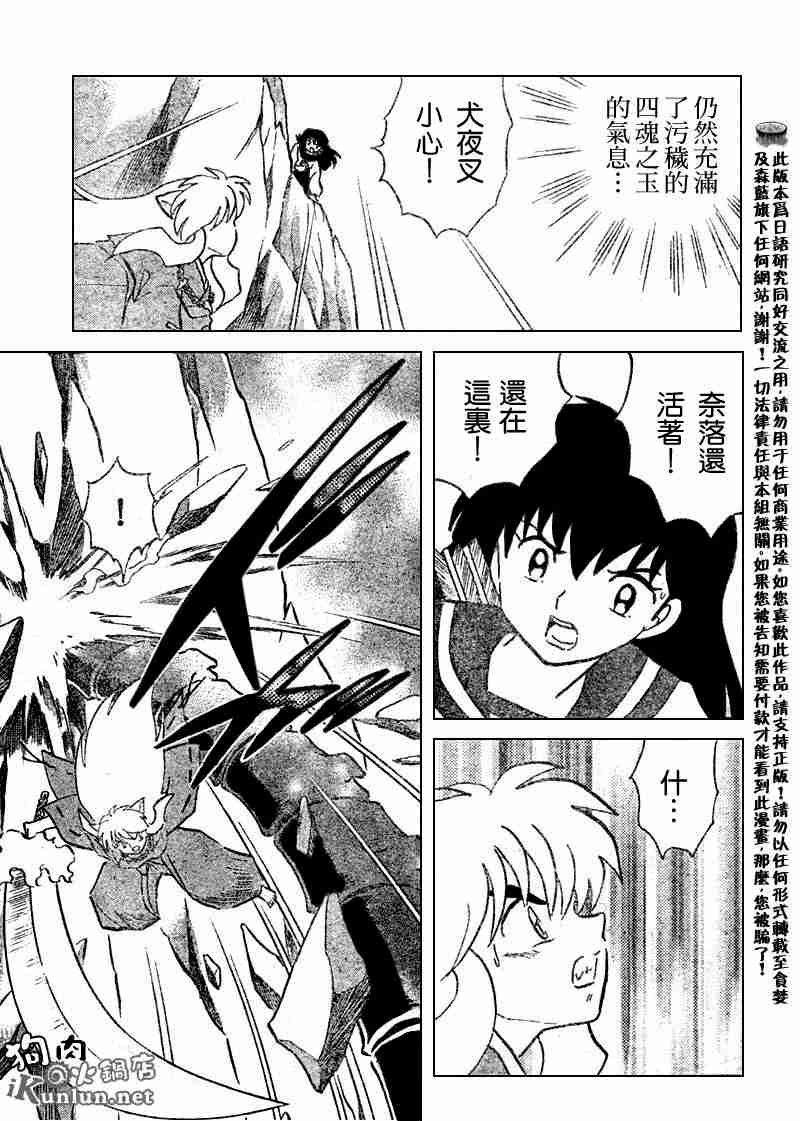 仍然充滿
了污穢的
四魂之玉
的氣息…
犬夜叉
小心！
奈落還
活著！
還在
這裏！
什…
！
此版本爲日語研究同好交流之用，請勿用于任何商業用途。如您喜歡此作品，請支持正版！請勿以任何形式轉載至貪婪
及森藍旗下任何網站，謝謝！一切法律責任與本組無關。如果您被告知需要付款才能看到此漫畫，那麽，您被騙了！
狗肉
火鍋店
iKunlun.net